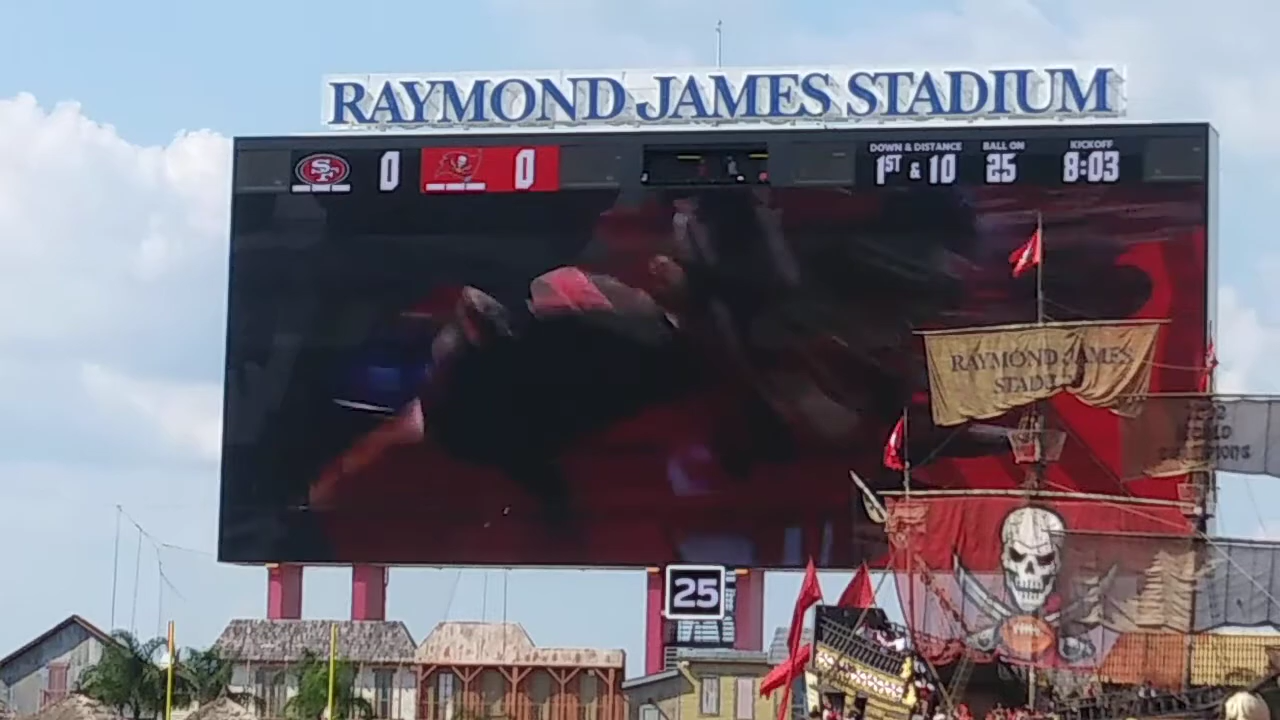 RAYMOND JAMES STADIUM
SF 0 0
DOWN & DISTANCE BALL ON KICKOFF
1ST & 10 25 8:03
RAYMOND JAMES
25